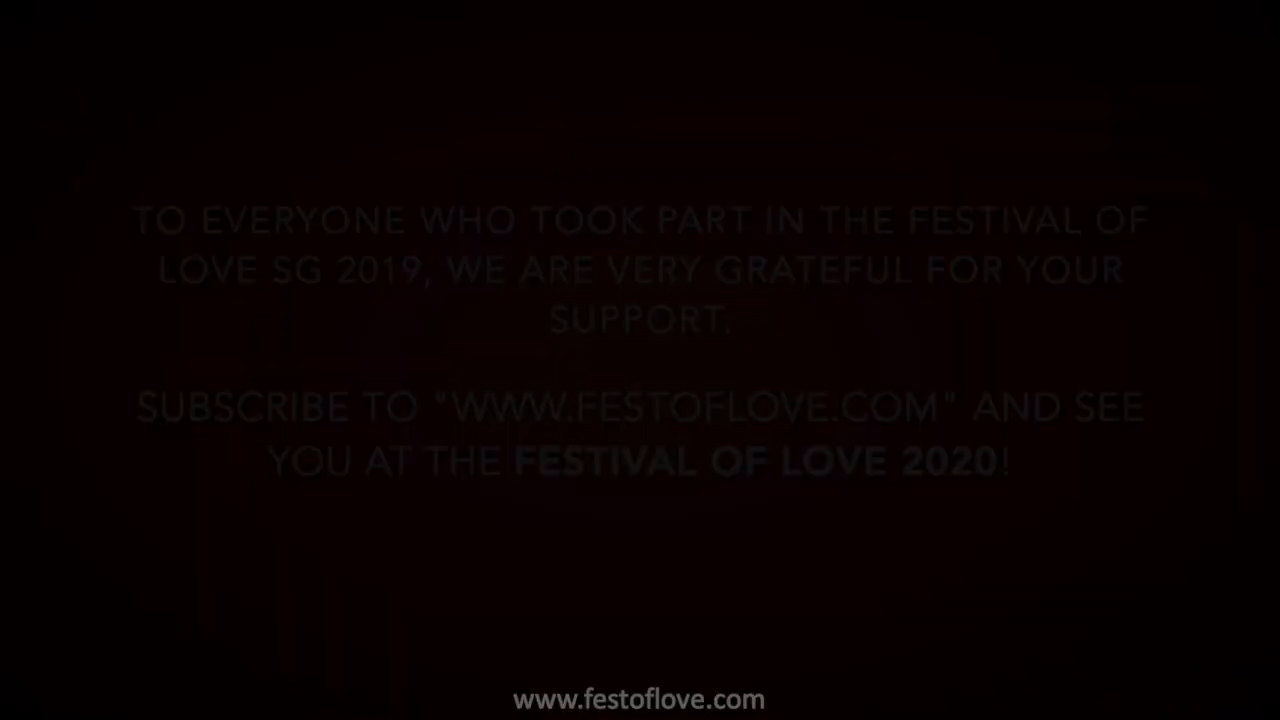 TO EVERYONE WHO TOOK PART IN THE FESTIVAL OF
LOVE SG 2019, WE ARE VERY GRATEFUL FOR YOUR
SUPPORT.
SUBSCRIBE TO "WWW.FESTOFLOVE.COM" AND SEE
YOU AT THE FESTIVAL OF LOVE 2020!
www.festoflove.com